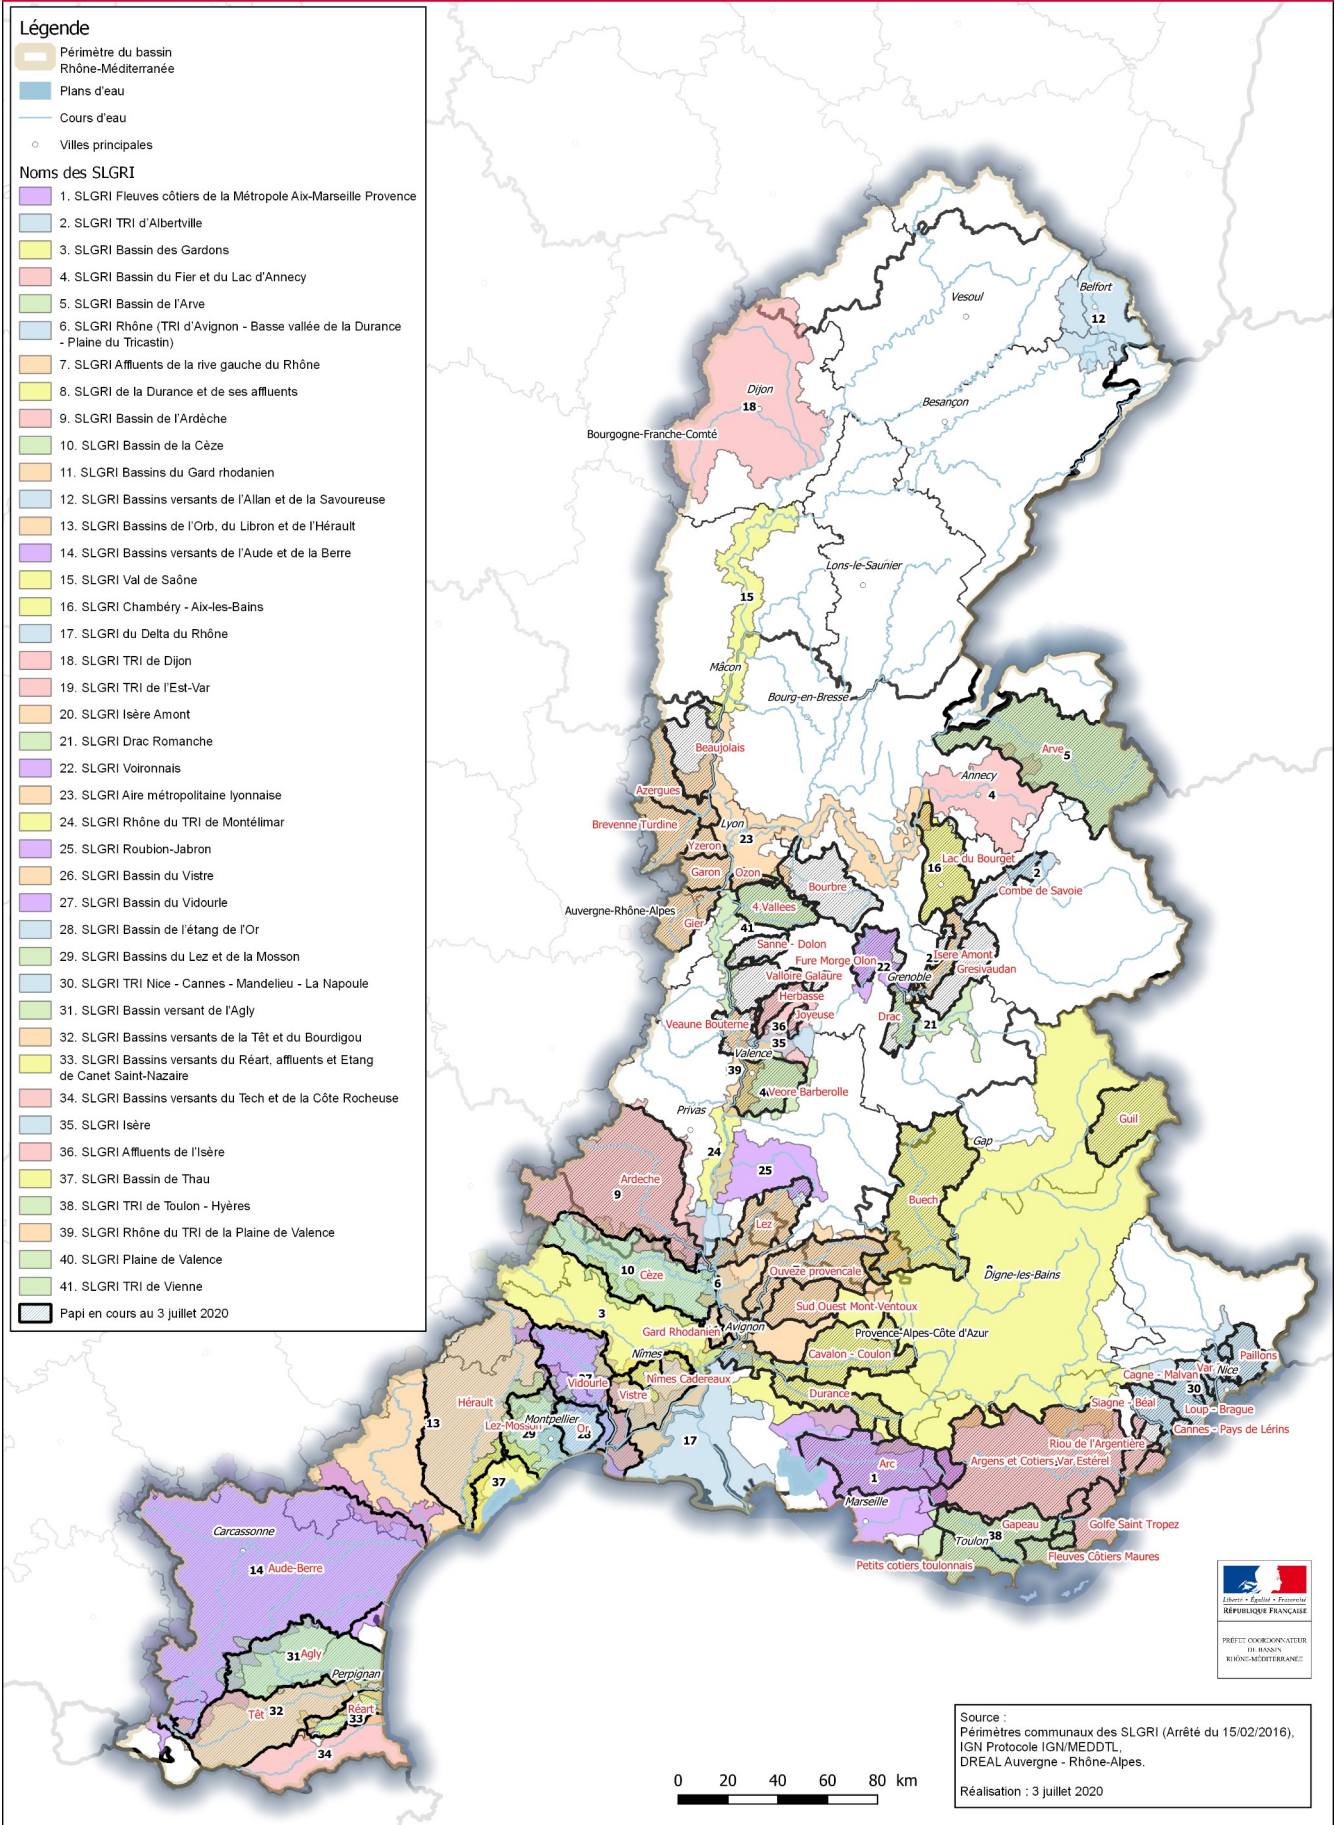 Légende
Périmètre du bassin
Rhône-Méditerranée
Plans d'eau
Cours d'eau
Villes principales
Noms des SLGRI
1. SLGRI Fleuves côtiers de la Métropole Aix-Marseille Provence
2. SLGRI TRI d'Albertville
3. SLGRI Bassin des Gardons
4. SLGRI Bassin du Fier et du Lac d'Annecy
5. SLGRI Bassin de l'Arve
6. SLGRI Rhône (TRI d'Avignon - Basse vallée de la Durance
- Plaine du Tricastin)
7. SLGRI Affluents de la rive gauche du Rhône
8. SLGRI de la Durance et de ses affluents
9. SLGRI Bassin de l'Ardèche
10. SLGRI Bassin de la Cèze
11. SLGRI Bassins du Gard rhodanien
12. SLGRI Bassins versants de l'Allan et de la Savoureuse
13. SLGRI Bassins de l'Orb, du Libron et de l'Hérault
14. SLGRI Bassins versants de l'Aude et de la Berre
15. SLGRI Val de Saône
16. SLGRI Chambéry - Aix-les-Bains
17. SLGRI du Delta du Rhône
18. SLGRI TRI de Dijon
19. SLGRI TRI de l'Est-Var
20. SLGRI Isère Amont
21. SLGRI Drac Romanche
22. SLGRI Voironnais
23. SLGRI Aire métropolitaine lyonnaise
24. SLGRI Rhône du TRI de Montélimar
25. SLGRI Roubion-Jabron
26. SLGRI Bassin du Vistre
27. SLGRI Bassin du Vidourle
28. SLGRI Bassin de l'étang de l'Or
29. SLGRI Bassins du Lez et de la Mosson
30. SLGRI TRI Nice - Cannes - Mandelieu - La Napoule
31. SLGRI Bassin versant de l'Agly
32. SLGRI Bassins versants de la Têt et du Bourdigou
33. SLGRI Bassins versants du Réart, affluents et Etang
de Canet Saint-Nazaire
34. SLGRI Bassins versants du Tech et de la Côte Rocheuse
35. SLGRI Isère
36. SLGRI Affluents de l'Isère
37. SLGRI Bassin de Thau
38. SLGRI TRI de Toulon - Hyères
39. SLGRI Rhône du TRI de la Plaine de Valence
40. SLGRI Plaine de Valence
41. SLGRI TRI de Vienne
Papi en cours au 3 juillet 2020
Belfort
12
Vesoul
Dijon
18
Besançon
Bourgogne-Franche-Comté
Lons-le-Saunier
15
Mâcon
Bourg-en-Bresse
Beaujolais
Arve
5
Annecy
4
Azergues
Brevenne Turdine
Lyon
23
Yzeron
Lac du Bourget
16
2
Garon
Ozon
Bourbre
Combe de Savoie
4 Vallees
Auvergne-Rhône-Alpes
Gier
41
Sanne - Dolon
Isere Amont
Fure Morge Olon
22
Gresivaudan
Valloire Galaure
Grenoble
Herbasse
Joyeuse
Drac
21
Veaune Bouterne
36
35
Valence
39
Veore Barberolle
Privas
Guil
Gap
24
25
Ardeche
9
Buech
Lez
10
Cèze
Ouveze provencale
6
Digne-les-Bains
3
Sud Ouest Mont-Ventoux
Gard Rhodanien
Avignon
Provence-Alpes-Côte d'Azur
Nîmes
Cavalon - Coulon
Paillons
Var
Nice
Cagne - Malvan
30
Nimes Cadereaux
Vidourle
Vistre
Durance
Hérault
Siagne - Béal
Loup - Brague
13
Montpellier
Lez-Mosson
Or
29
28
Cannes - Pays de Lérins
17
Riou de l'Argentière
Arc
Argens et Cotiers Var Estérel
1
37
Marseille
Gapeau
Golfe Saint Tropez
Toulon
38
Carcassonne
Petits cotiers toulonnais
Fleuves Côtiers Maures
14
Aude-Berre
31
Agly
Perpignan
Têt
32
Réart
33
34
Liberté • Égalité • Fraternité
RÉPUBLIQUE FRANÇAISE
PRÉFET COORDONNATEUR
DE BASSIN
RHÔNE-MÉDITERRANÉE
Source :
Périmètres communaux des SLGRI (Arrêté du 15/02/2016),
IGN Protocole IGN/MEDDTL,
DREAL Auvergne - Rhône-Alpes.
Réalisation : 3 juillet 2020
0 20 40 60 80 km